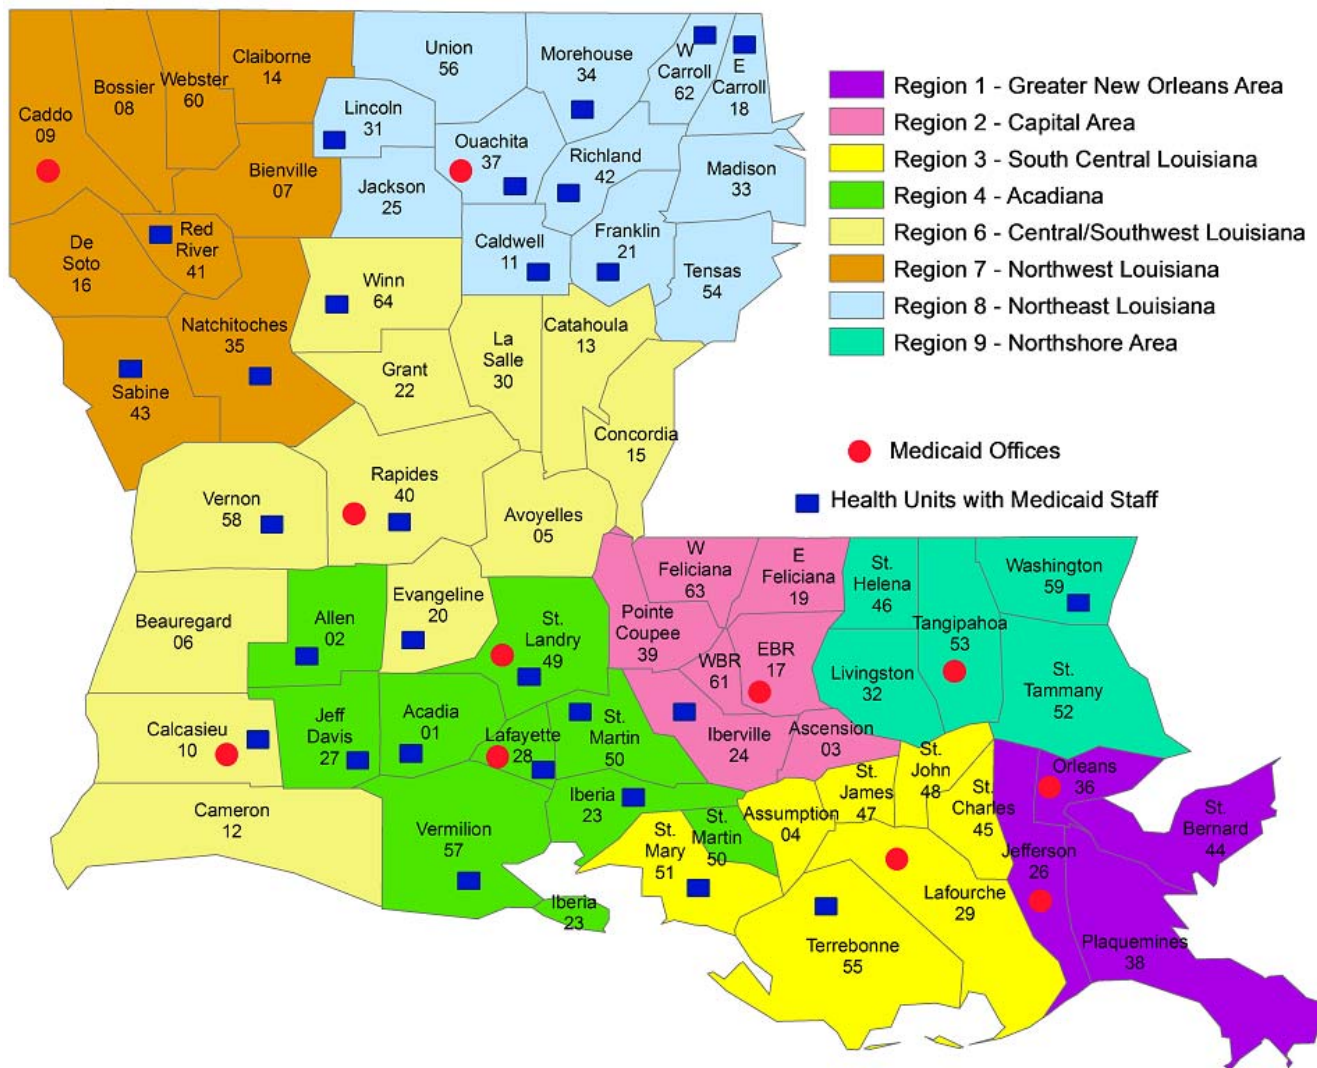 Caddo
09
Bossier
08
Webster
60
Claiborne
14
Union
56
Morehouse
34
W
Carroll
62
E
Carroll
18
Lincoln
31
Ouachita
37
Richland
42
Madison
33
Bienville
07
Jackson
25
De
Soto
16
Red
River
41
Caldwell
11
Franklin
21
Tensas
54
Winn
64
Natchitoches
35
Sabine
43
Grant
22
La
Salle
30
Catahoula
13
Concordia
15
Vernon
58
Rapides
40
Avoyelles
05
Beauregard
06
Allen
02
Evangeline
20
St.
Landry
49
Pointe
Coupee
39
W
Feliciana
63
E
Feliciana
19
St.
Helena
46
Tangipahoa
53
Washington
59
WBR
61
EBR
17
Livingston
32
St.
Tammany
52
Calcasieu
10
Jeff
Davis
27
Acadia
01
Lafayette
28
St.
Martin
50
Iberville
24
Ascension
03
Cameron
12
Vermilion
57
Iberia
23
Iberia
23
St.
Mary
51
St.
Martin
50
Assumption
04
St.
James
47
St.
John
48
St.
Charles
45
Orleans
36
St.
Bernard
44
Jefferson
26
Lafourche
29
Terrebonne
55
Plaquemines
38
Region 1 - Greater New Orleans Area
Region 2 - Capital Area
Region 3 - South Central Louisiana
Region 4 - Acadiana
Region 6 - Central/Southwest Louisiana
Region 7 - Northwest Louisiana
Region 8 - Northeast Louisiana
Region 9 - Northshore Area
Medicaid Offices
Health Units with Medicaid Staff